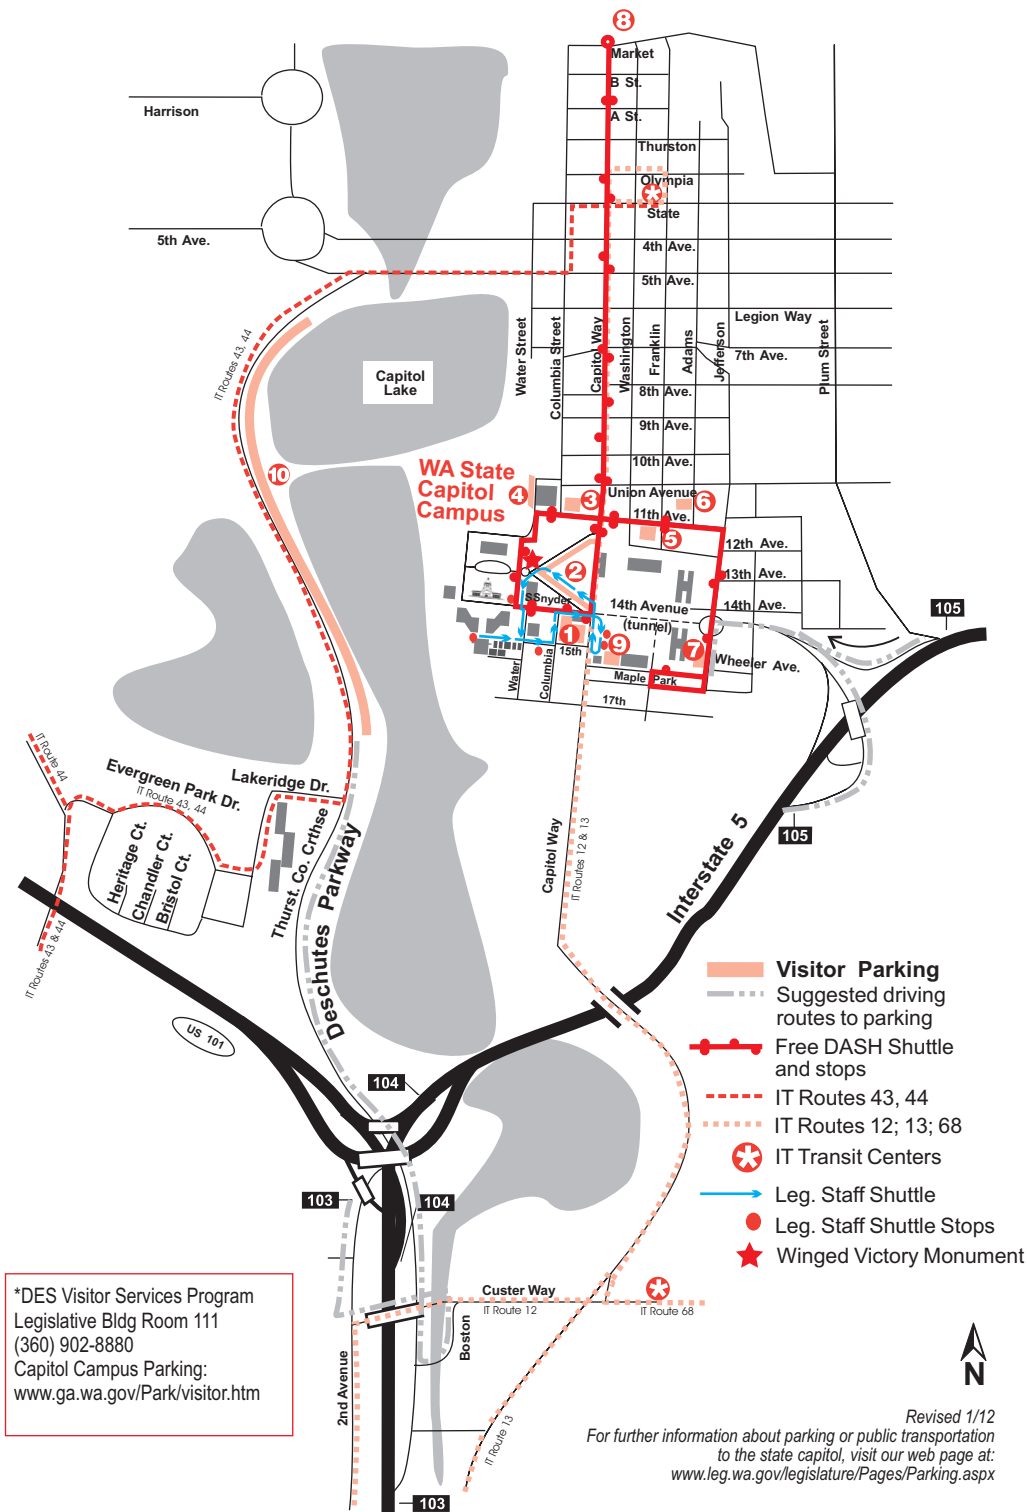 8
Market
B St.
A St.
Harrison
Thurston
Olympia
State
5th Ave.
4th Ave.
5th Ave.
Legion Way
7th Ave.
8th Ave.
9th Ave.
10th Ave.
Water Street
Columbia Street
Capitol Way
Washington
Franklin
Adams
Jefferson
Plum Street
IT Routes 43, 44
Capitol
Lake
10
WA State
Capitol
Campus
4
3
Union Avenue
6
11th Ave.
5
12th Ave.
13th Ave.
14th Ave.
2
SSnyder
14th Avenue
(tunnel)
1
9
7
15th
Wheeler Ave.
Maple Park
17th
Water
Columbia
105
105
IT Route 44
Evergreen Park Dr.
IT Route 43, 44
Lakeridge Dr.
Heritage Ct.
Chandler Ct.
Bristol Ct.
Thurst. Co. Crthse
Deschutes Parkway
Capitol Way
IT Routes 12 & 13
Interstate 5
IT Routes 43 & 44
US 101
104
103
104
Visitor Parking
Suggested driving
routes to parking
Free DASH Shuttle
and stops
IT Routes 43, 44
IT Routes 12; 13; 68
IT Transit Centers
Leg. Staff Shuttle
Leg. Staff Shuttle Stops
Winged Victory Monument
Custer Way
IT Route 12
IT Route 68
Boston
2nd Avenue
IT Route 13
103
*DES Visitor Services Program
Legislative Bldg Room 111
(360) 902-8880
Capitol Campus Parking:
www.ga.wa.gov/Park/visitor.htm
N
Revised 1/12
For further information about parking or public transportation
to the state capitol, visit our web page at:
www.leg.wa.gov/legislature/Pages/Parking.aspx